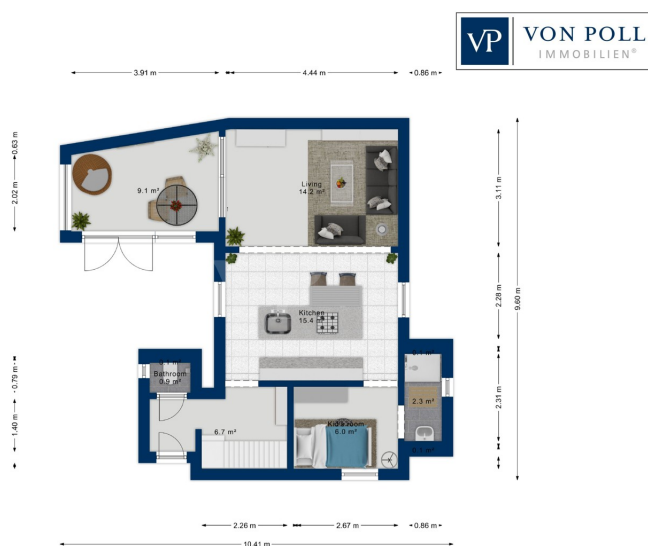 VP VON POLL
IMMOBILIEN®
3.91 m
4.44 m
0.86 m
0.63 m
2.02 m
9.1 m²
Living
14.2 m²
3.11 m
2.28 m
9.60 m
Kitchen
15.4
0.79 m
Bathroom
0.9 m²
2.31 m
2.3 m²
1.40 m
6.7 m²
6.0 m²
2.26 m
2.67 m
0.86 m
10.41 m